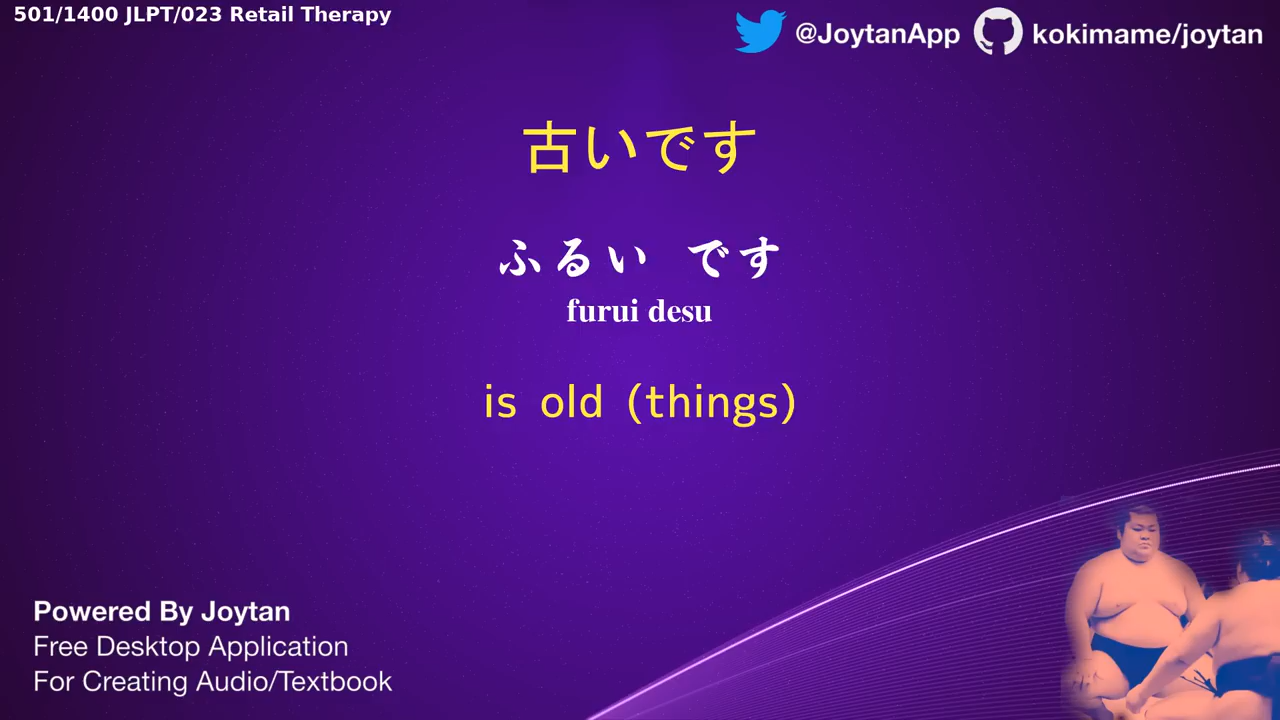 501/1400 JLPT/023 Retail Therapy
@JoytanApp kokimame/joytan
古いです
ふるい です
furui desu
is old (things)
Powered By Joytan
Free Desktop Application
For Creating Audio/Textbook